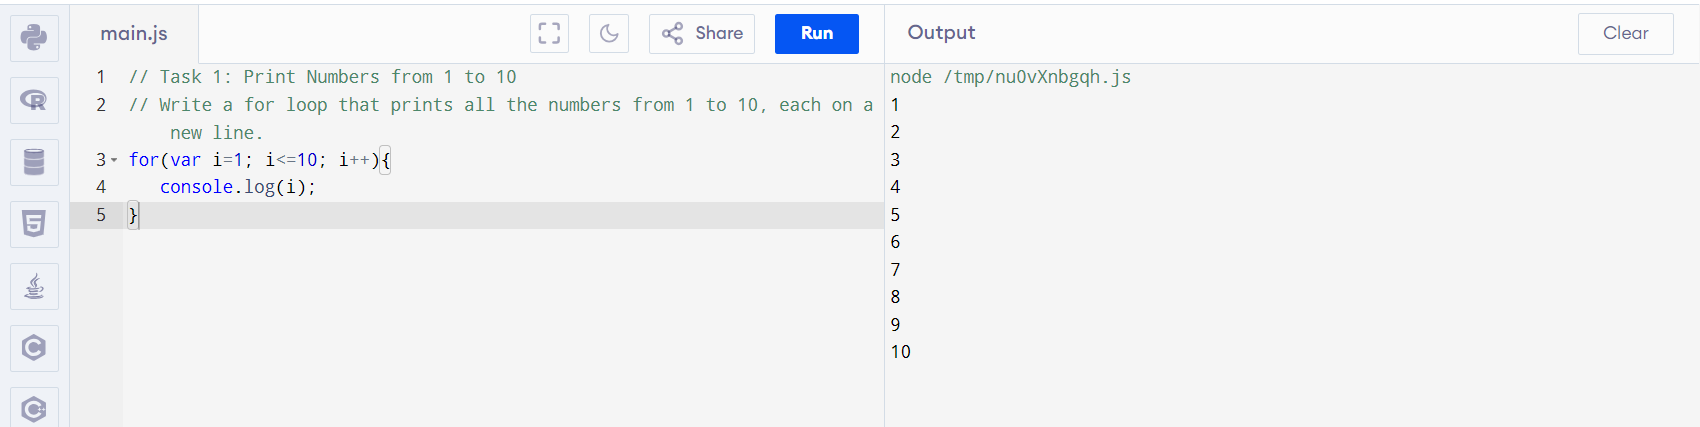 main.js
Share
Run
Output
Clear
1 // Task 1: Print Numbers from 1 to 10
2 // Write a for loop that prints all the numbers from 1 to 10, each on a
new line.
3 for(var i=1; i<=10; i++){
4 console.log(i);
5 }
node /tmp/nu0vXnbgqh.js
1
2
3
4
5
6
7
8
9
10